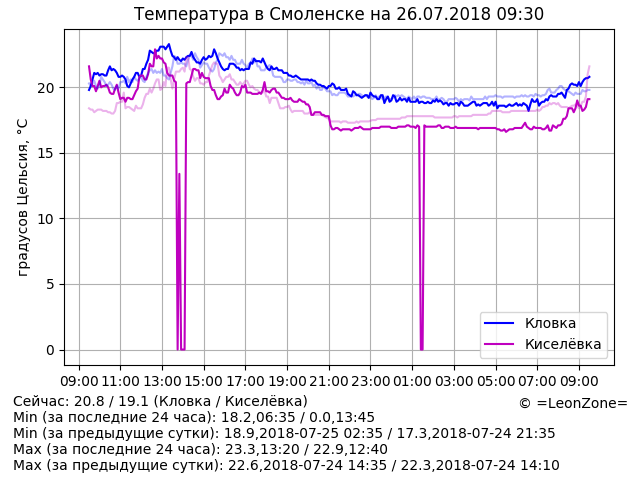 Температура в Смоленске на 26.07.2018 09:30
градусов Цельсия, °C
20
15
10
5
0
Кловка
Киселёвка
09:00 11:00 13:00 15:00 17:00 19:00 21:00 23:00 01:00 03:00 05:00 07:00 09:00
Сейчас: 20.8 / 19.1 (Кловка / Киселёвка)
© =LeonZone=
Min (за последние 24 часа): 18.2,06:35 / 0.0,13:45
Min (за предыдущие сутки): 18.9,2018-07-25 02:35 / 17.3,2018-07-24 21:35
Max (за последние 24 часа): 23.3,13:20 / 22.9,12:40
Max (за предыдущие сутки): 22.6,2018-07-24 14:35 / 22.3,2018-07-24 14:10